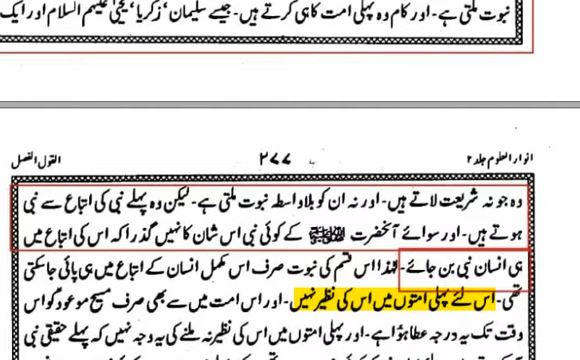 نبوت ملتی ہے۔ اور کام وہ پہلی امت کا ہی کرتے ہیں۔ جیسے سلیمان' زکریا' یحییٰ علیہم السلام اور ایک
انوار العلوم جلد ۲ ۲۷۷ القول الفصل
وہ جو نہ شریعت لاتے ہیں۔ اور نہ ان کو بلاواسطہ نبوت ملتی ہے۔ لیکن وہ پہلے نبی کی اتباع سے نبی
ہوتے ہیں۔ اور سوائے آنحضرت ﷺ کے کوئی نبی اس شان کا نہیں گذرا کہ اس کی اتباع میں
ہی انسان نبی بن جائے۔ لہٰذا اس قسم کی نبوت صرف اس مکمل انسان کے اتباع میں ہی پائی جاسکتی
تھی۔ اس لئے پہلی امتوں میں اس کی نظیر نہیں۔ اور اس امت میں سے بھی صرف مسیح موعودؑ کو اس
وقت تک یہ درجہ عطا ہوا ہے۔ اور پہلی امتوں میں اس کی نظیر نہ ملنے کی یہ وجہ نہیں کہ پہلے حقیقی نبی